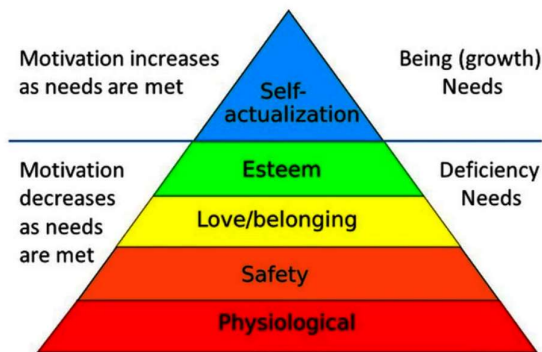 Motivation increases
as needs are met
Being (growth)
Needs
Self-
actualization
Motivation
decreases
as needs
are met
Deficiency
Needs
Esteem
Love/belonging
Safety
Physiological